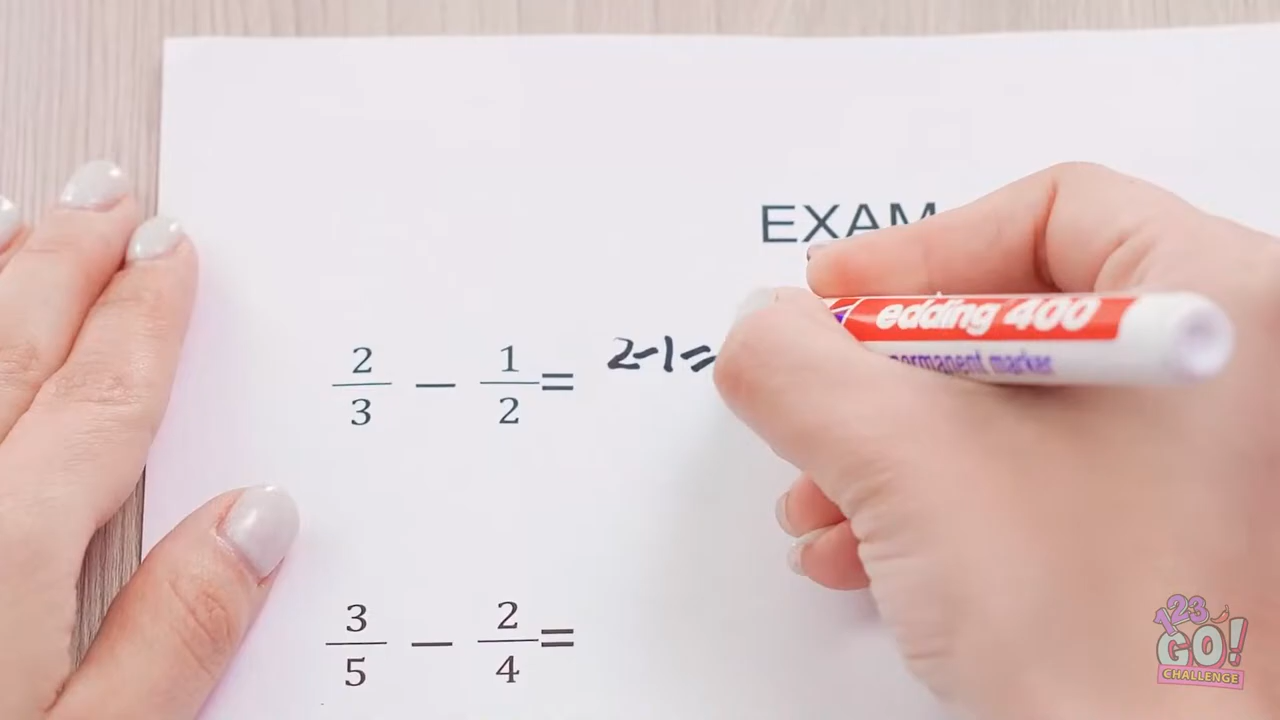 EXAM
2/3 − 1/2 = 2-1=
edding 400
permanent marker
3/5 − 2/4 =
123 GO!
CHALLENGE